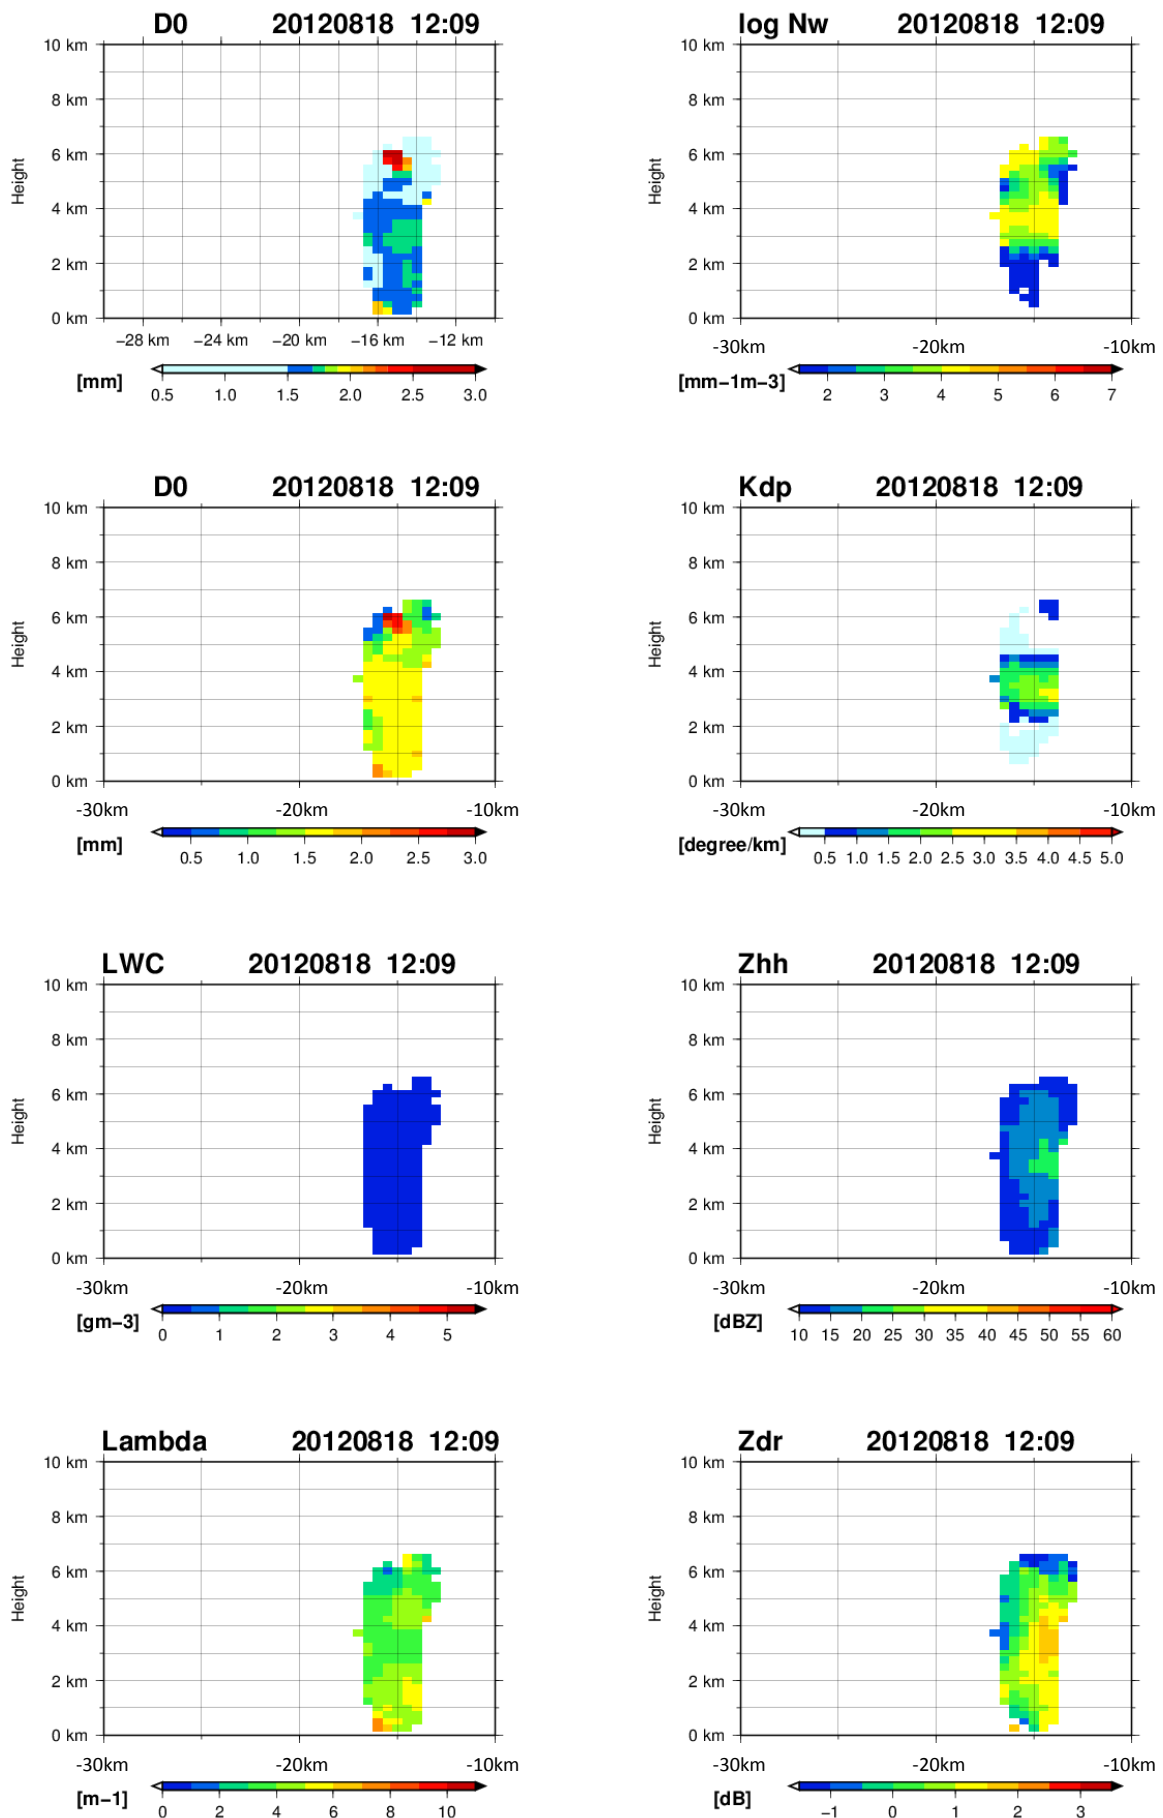 D0 20120818 12:09
10 km
8 km
6 km
4 km
2 km
0 km
Height
−28 km −24 km −20 km −16 km −12 km
[mm]
0.5 1.0 1.5 2.0 2.5 3.0
log Nw 20120818 12:09
10 km
8 km
6 km
4 km
2 km
0 km
Height
-30km -20km -10km
[mm−1m−3]
2 3 4 5 6 7
D0 20120818 12:09
10 km
8 km
6 km
4 km
2 km
0 km
Height
-30km -20km -10km
[mm]
0.5 1.0 1.5 2.0 2.5 3.0
Kdp 20120818 12:09
10 km
8 km
6 km
4 km
2 km
0 km
Height
-30km -20km -10km
[degree/km]
0.5 1.0 1.5 2.0 2.5 3.0 3.5 4.0 4.5 5.0
LWC 20120818 12:09
10 km
8 km
6 km
4 km
2 km
0 km
Height
-30km -20km -10km
[gm−3]
0 1 2 3 4 5
Zhh 20120818 12:09
10 km
8 km
6 km
4 km
2 km
0 km
Height
-30km -20km -10km
[dBZ]
10 15 20 25 30 35 40 45 50 55 60
Lambda 20120818 12:09
10 km
8 km
6 km
4 km
2 km
0 km
Height
-30km -20km -10km
[m−1]
0 2 4 6 8 10
Zdr 20120818 12:09
10 km
8 km
6 km
4 km
2 km
0 km
Height
-30km -20km -10km
[dB]
−1 0 1 2 3